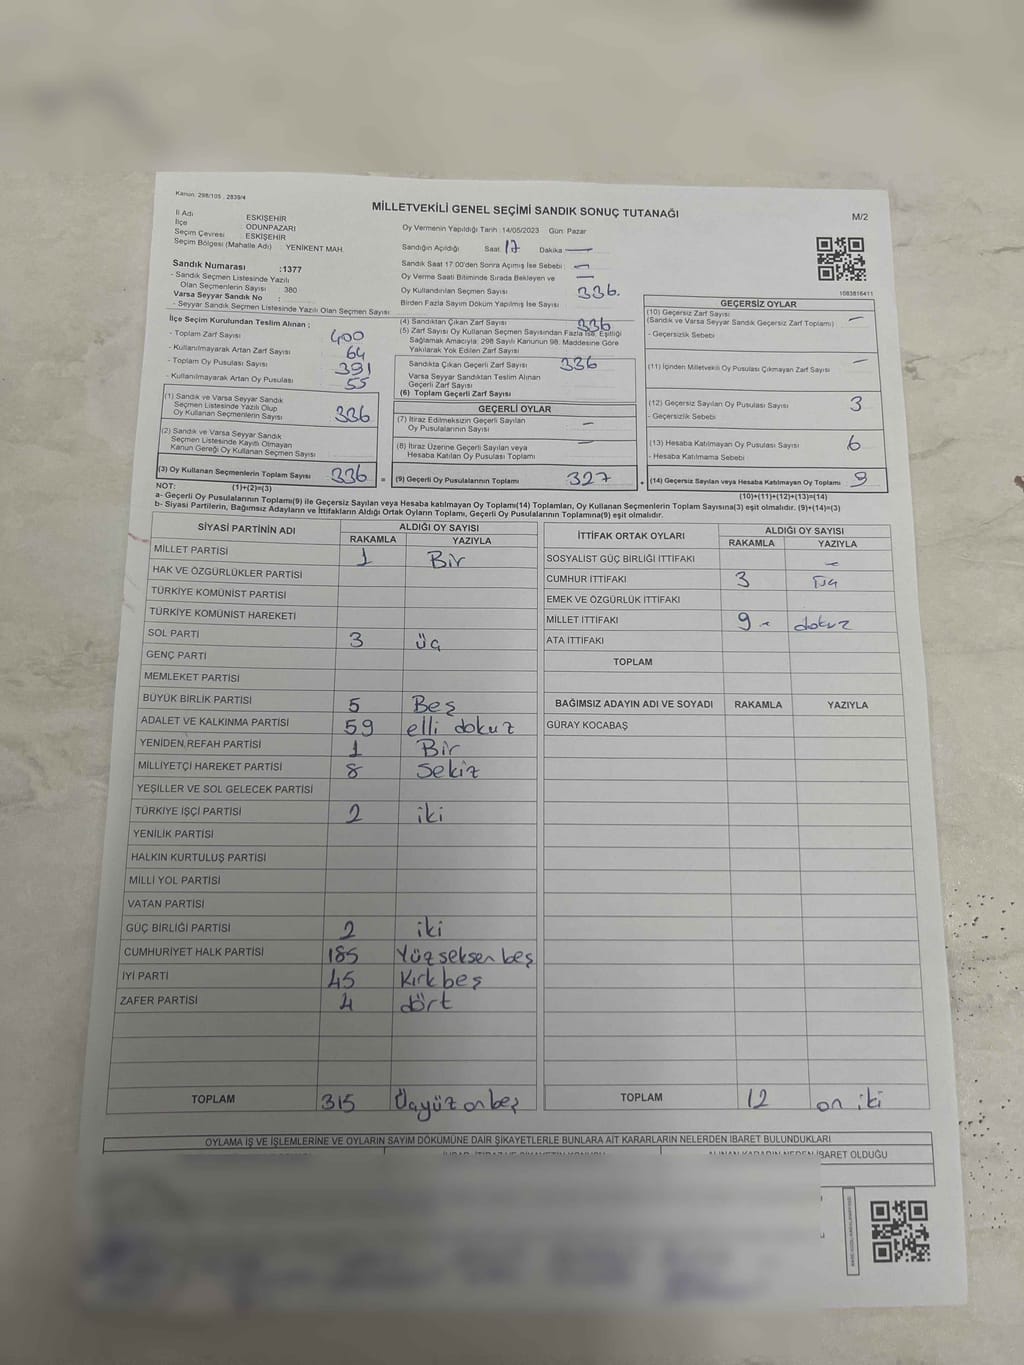 Kanun: 298/105 , 2839/4
MİLLETVEKİLİ GENEL SEÇİMİ SANDIK SONUÇ TUTANAĞI
M/2
İl Adı ESKİŞEHİR
İlçe ODUNPAZARI
Seçim Çevresi ESKİŞEHİR
Seçim Bölgesi (Mahalle Adı) : YENİKENT MAH.
Oy Vermenin Yapıldığı Tarih :14/05/2023 Gün: Pazar
Sandığın Açıldığı Saat 17 Dakika —
Sandık Numarası :1377
- Sandık Seçmen Listesinde Yazılı
Olan Seçmenlerin Sayısı : 380
Varsa Seyyar Sandık No :
- Seyyar Sandık Seçmen Listesinde Yazılı Olan Seçmen Sayısı
Sandık Saat 17.00'den Sonra Açılmış İse Sebebi : —
Oy Verme Saati Bitiminde Sırada Bekleyen ve —
Oy Kullandırılan Seçmen Sayısı 336.
Birden Fazla Sayım Döküm Yapılmış İse Sayısı
1083816411
İlçe Seçim Kurulundan Teslim Alınan ;
- Toplam Zarf Sayısı 400
- Kullanılmayarak Artan Zarf Sayısı 64
- Toplam Oy Pusulası Sayısı 391
- Kullanılmayarak Artan Oy Pusulası 55
(1) Sandık ve Varsa Seyyar Sandık
Seçmen Listesinde Yazılı Olup
Oy Kullanan Seçmenlerin Sayısı 336
(2) Sandık ve Varsa Seyyar Sandık
Seçmen Listesinde Kayıtlı Olmayan
Kanun Gereği Oy Kullanan Seçmen Sayısı
(3) Oy Kullanan Seçmenlerin Toplam Sayısı 336 =
(4) Sandıktan Çıkan Zarf Sayısı 336
(5) Zarf Sayısı Oy Kullanan Seçmen Sayısından Fazla İse, Eşitliği
Sağlamak Amacıyla; 298 Sayılı Kanunun 98. Maddesine Göre
Yakılarak Yok Edilen Zarf Sayısı
Sandıkta Çıkan Geçerli Zarf Sayısı 336
Varsa Seyyar Sandıktan Teslim Alınan
Geçerli Zarf Sayısı
(6) Toplam Geçerli Zarf Sayısı
GEÇERLİ OYLAR
(7) İtiraz Edilmeksizin Geçerli Sayılan
Oy Pusulalarının Sayısı —
(8) İtiraz Üzerine Geçerli Sayılan veya
Hesaba Katılan Oy Pusulası Toplamı —
(9) Geçerli Oy Pusulalarının Toplamı 327 +
GEÇERSİZ OYLAR
(10) Geçersiz Zarf Sayısı
(Sandık ve Varsa Seyyar Sandık Geçersiz Zarf Toplamı) —
- Geçersizlik Sebebi :
(11) İçinden Milletvekili Oy Pusulası Çıkmayan Zarf Sayısı —
(12) Geçersiz Sayılan Oy Pusulası Sayısı 3
- Geçersizlik Sebebi :
(13) Hesaba Katılmayan Oy Pusulası Sayısı 6
- Hesaba Katılmama Sebebi :
(14) Geçersiz Sayılan veya Hesaba Katılmayan Oy Toplamı 9
NOT: (1)+(2)=(3)
(10)+(11)+(12)+(13)=(14)
a- Geçerli Oy Pusulalarının Toplamı(9) ile Geçersiz Sayılan veya Hesaba katılmayan Oy Toplamı(14) Toplamları, Oy Kullanan Seçmenlerin Toplam Sayısına(3) eşit olmalıdır. (9)+(14)=(3)
b- Siyasi Partilerin, Bağımsız Adayların ve İttifakların Aldığı Ortak Oyların Toplamı, Geçerli Oy Pusulalarının Toplamına(9) eşit olmalıdır.
SİYASİ PARTİNİN ADI ALDIĞI OY SAYISI
RAKAMLA YAZIYLA
MİLLET PARTİSİ 1 Bir
HAK VE ÖZGÜRLÜKLER PARTİSİ
TÜRKİYE KOMÜNİST PARTİSİ
TÜRKİYE KOMÜNİST HAREKETİ
SOL PARTİ 3 üç
GENÇ PARTİ
MEMLEKET PARTİSİ
BÜYÜK BİRLİK PARTİSİ 5 Beş
ADALET VE KALKINMA PARTİSİ 59 elli dokuz
YENİDEN REFAH PARTİSİ 1 Bir
MİLLİYETÇİ HAREKET PARTİSİ 8 Sekiz
YEŞİLLER VE SOL GELECEK PARTİSİ
TÜRKİYE İŞÇİ PARTİSİ 2 iki
YENİLİK PARTİSİ
HALKIN KURTULUŞ PARTİSİ
MİLLİ YOL PARTİSİ
VATAN PARTİSİ
GÜÇ BİRLİĞİ PARTİSİ 2 iki
CUMHURİYET HALK PARTİSİ 185 Yüzseksen beş
İYİ PARTİ 45 Kırk beş
ZAFER PARTİSİ 4 dört
TOPLAM 315 Üçyüz on beş
İTTİFAK ORTAK OYLARI ALDIĞI OY SAYISI
RAKAMLA YAZIYLA
SOSYALİST GÜÇ BİRLİĞİ İTTİFAKI —
CUMHUR İTTİFAKI 3 üç
EMEK VE ÖZGÜRLÜK İTTİFAKI
MİLLET İTTİFAKI 9 - dokuz
ATA İTTİFAKI
TOPLAM
BAĞIMSIZ ADAYIN ADI VE SOYADI RAKAMLA YAZIYLA
GÜRAY KOCABAŞ
TOPLAM 12 on iki
OYLAMA İŞ VE İŞLEMLERİNE VE OYLARIN SAYIM DÖKÜMÜNE DAİR ŞİKAYETLERLE BUNLARA AİT KARARLARIN NELERDEN İBARET BULUNDUKLARI
İBARET OLDUĞU